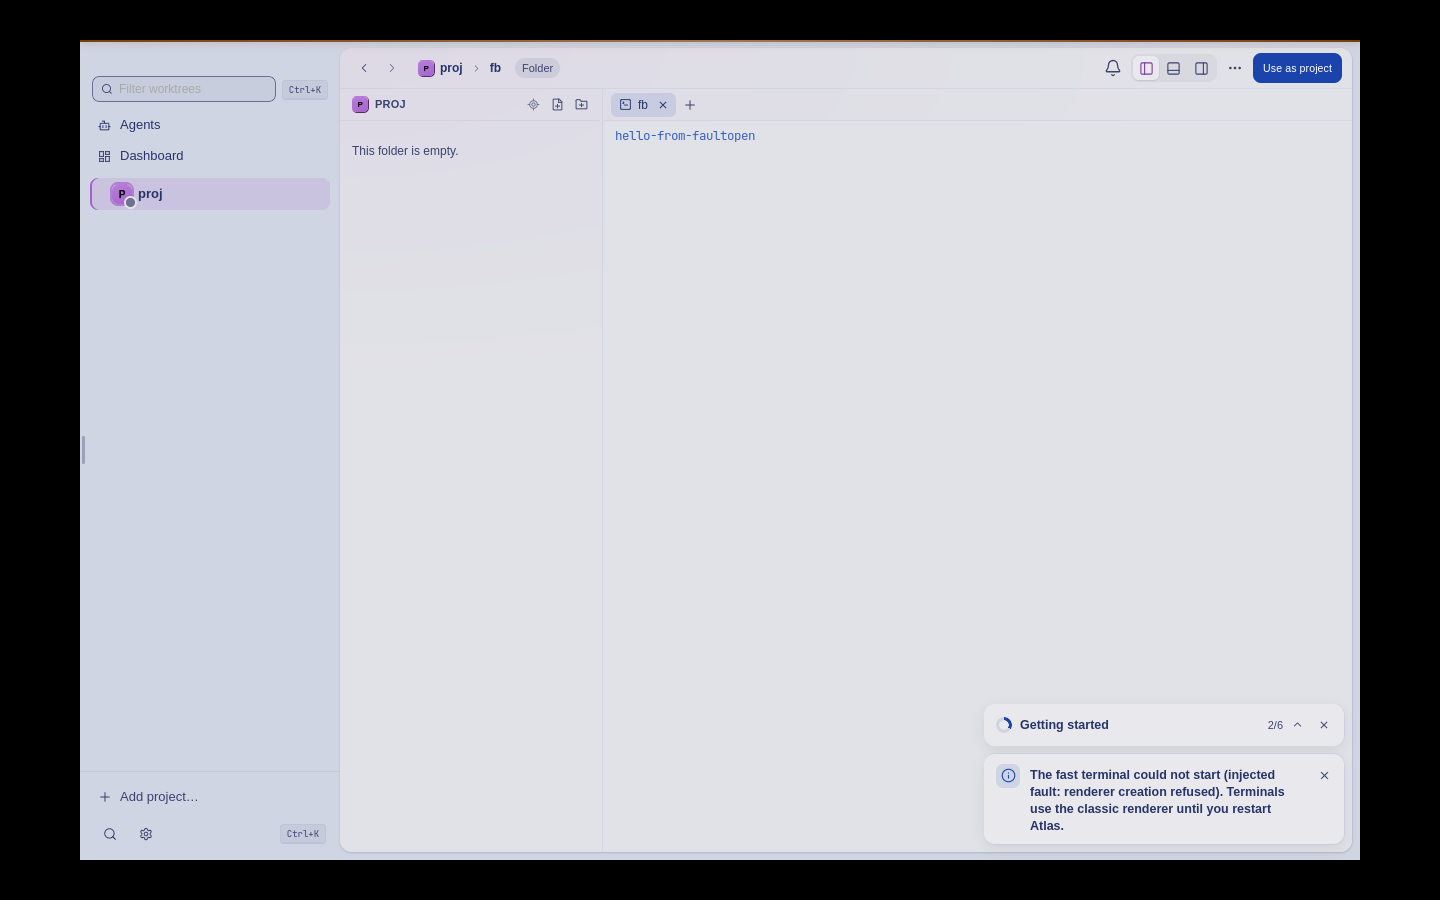 Filter worktrees
Ctrl+K
Agents
Dashboard
P proj
Add project…
Ctrl+K
P proj › fb Folder
Use as project
P PROJ
This folder is empty.
fb
hello-from-faultopen
Getting started 2/6
The fast terminal could not start (injected
fault: renderer creation refused). Terminals
use the classic renderer until you restart
Atlas.